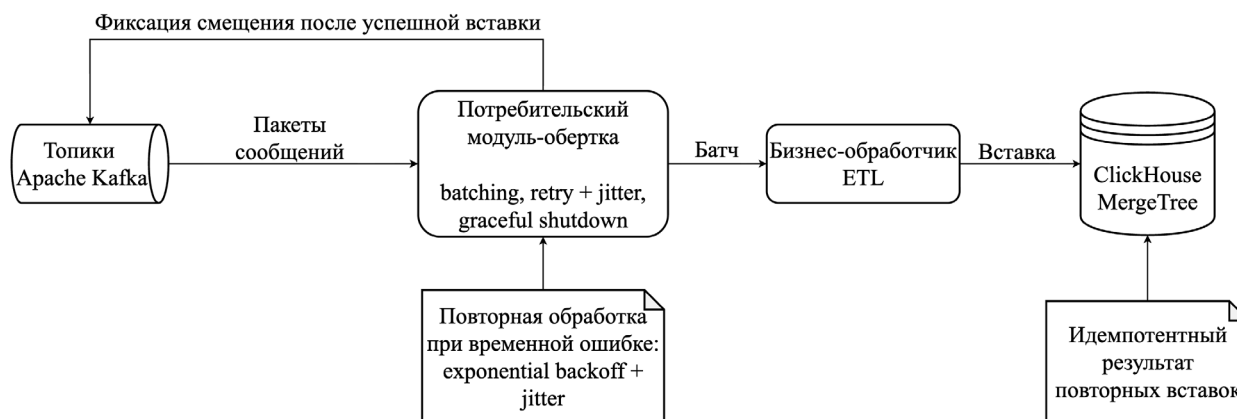 Фиксация смещения после успешной вставки
Топики
Apache Kafka
Пакеты
сообщений
Потребительский
модуль-обертка
batching, retry + jitter,
graceful shutdown
Батч
Бизнес-обработчик
ETL
Вставка
ClickHouse
MergeTree
Повторная обработка
при временной ошибке:
exponential backoff +
jitter
Идемпотентный
результат
повторных вставок